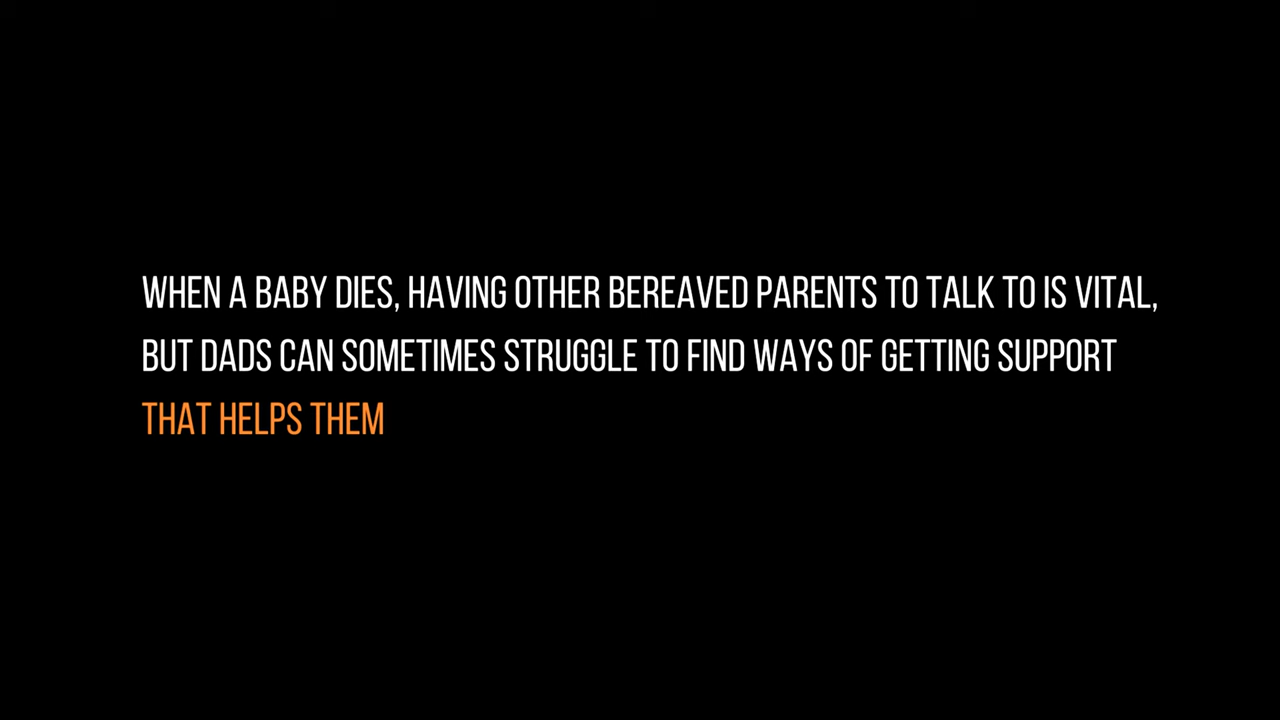 WHEN A BABY DIES, HAVING OTHER BEREAVED PARENTS TO TALK TO IS VITAL,
BUT DADS CAN SOMETIMES STRUGGLE TO FIND WAYS OF GETTING SUPPORT
THAT HELPS THEM